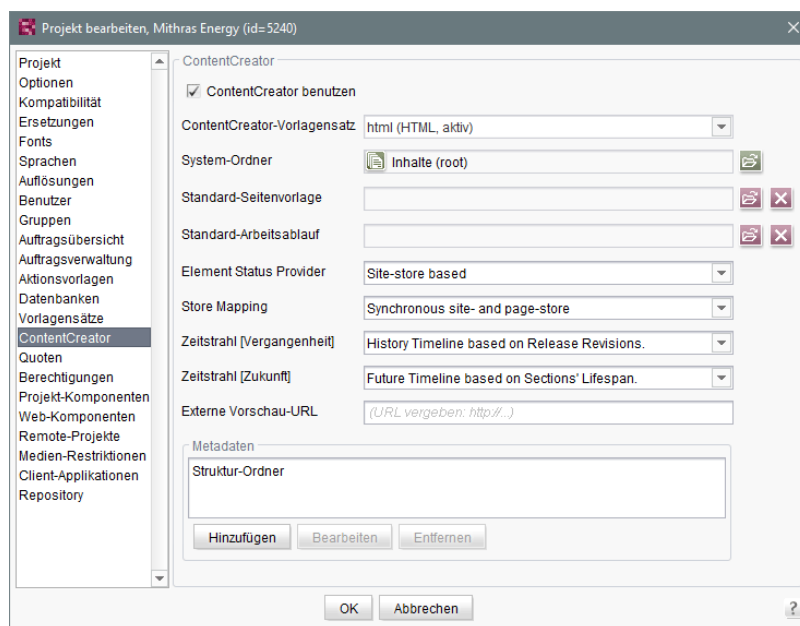 Projekt bearbeiten, Mithras Energy (id=5240)
Projekt
Optionen
Kompatibilität
Ersetzungen
Fonts
Sprachen
Auflösungen
Benutzer
Gruppen
Auftragsübersicht
Auftragsverwaltung
Aktionsvorlagen
Datenbanken
Vorlagensätze
ContentCreator
Quoten
Berechtigungen
Projekt-Komponenten
Web-Komponenten
Remote-Projekte
Medien-Restriktionen
Client-Applikationen
Repository
ContentCreator
ContentCreator benutzen
ContentCreator-Vorlagensatz html (HTML, aktiv)
System-Ordner Inhalte (root)
Standard-Seitenvorlage
Standard-Arbeitsablauf
Element Status Provider Site-store based
Store Mapping Synchronous site- and page-store
Zeitstrahl [Vergangenheit] History Timeline based on Release Revisions.
Zeitstrahl [Zukunft] Future Timeline based on Sections' Lifespan.
Externe Vorschau-URL (URL vergeben: http://...)
Metadaten
Struktur-Ordner
Hinzufügen Bearbeiten Entfernen
OK Abbrechen ?